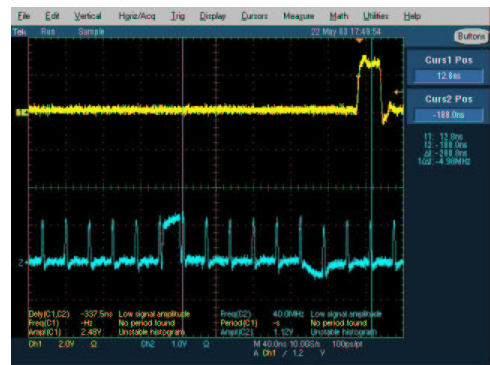 File Edit Vertical Horiz/Acq Trig Display Cursors Measure Math Utilities Help
Tek Run Sample 22 May 03 17:49:54 Buttons
Curs1 Pos
12.8ns
Curs2 Pos
-188.0ns
t1: 12.8ns
t2: -188.0ns
Δt: -200.8ns
1/Δt: -4.98MHz
2
Dely(C1,C2) -337.5ns Low signal amplitude
Freq(C1) -Hz No period found
Ampl(C1) 2.48V Unstable histogram
Freq(C2) 40.0MHz Low signal amplitude
Period(C1) -s No period found
Ampl(C2) 1.12V Unstable histogram
Ch1 2.0V Ω Ch2 1.0V Ω M 40.0ns 10.0GS/s 100ps/pt
A Ch1 / 1.2 V